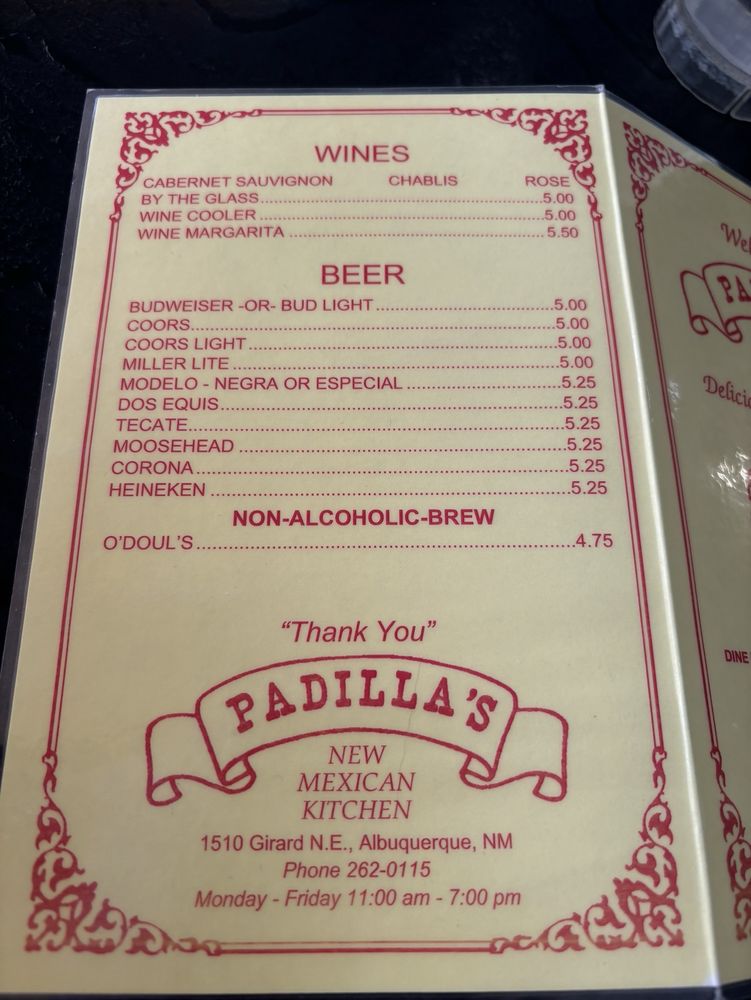 WINES
CABERNET SAUVIGNON CHABLIS ROSE
BY THE GLASS.....5.00
WINE COOLER.....5.00
WINE MARGARITA.....5.50
BEER
BUDWEISER -OR- BUD LIGHT.....5.00
COORS.....5.00
COORS LIGHT.....5.00
MILLER LITE.....5.00
MODELO - NEGRA OR ESPECIAL.....5.25
DOS EQUIS.....5.25
TECATE.....5.25
MOOSEHEAD.....5.25
CORONA.....5.25
HEINEKEN.....5.25
NON-ALCOHOLIC-BREW
O'DOUL'S.....4.75
"Thank You"
PADILLA'S
NEW
MEXICAN
KITCHEN
1510 Girard N.E., Albuquerque, NM
Phone 262-0115
Monday - Friday 11:00 am - 7:00 pm
DINE